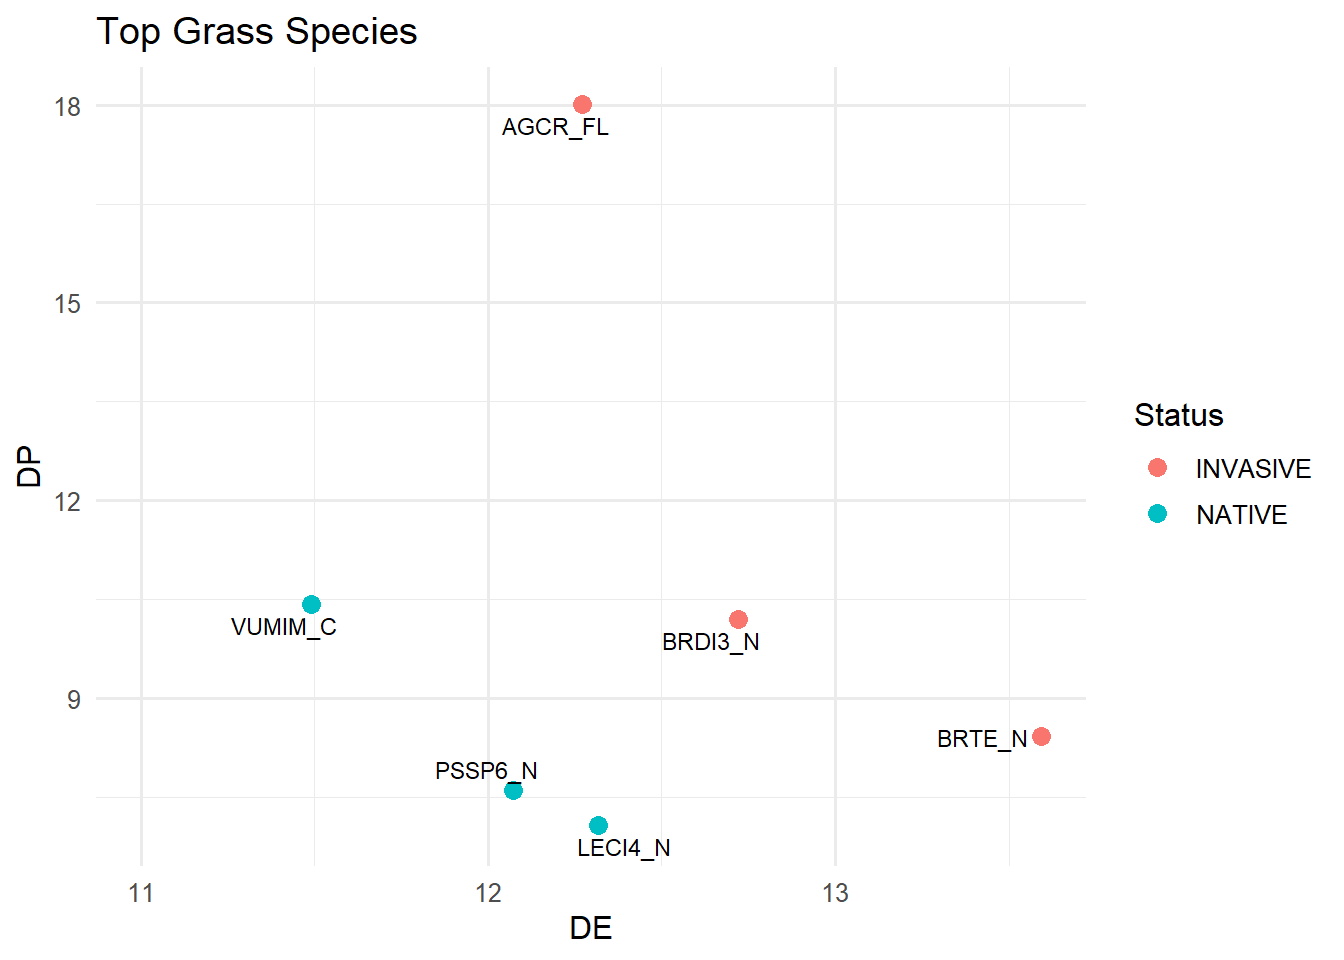 Top Grass Species
18
15
12
9
DP
AGCR_FL
VUMIM_C
BRDI3_N
BRTE_N
PSSP6_N
LECI4_N
11
12
13
DE
Status
INVASIVE
NATIVE